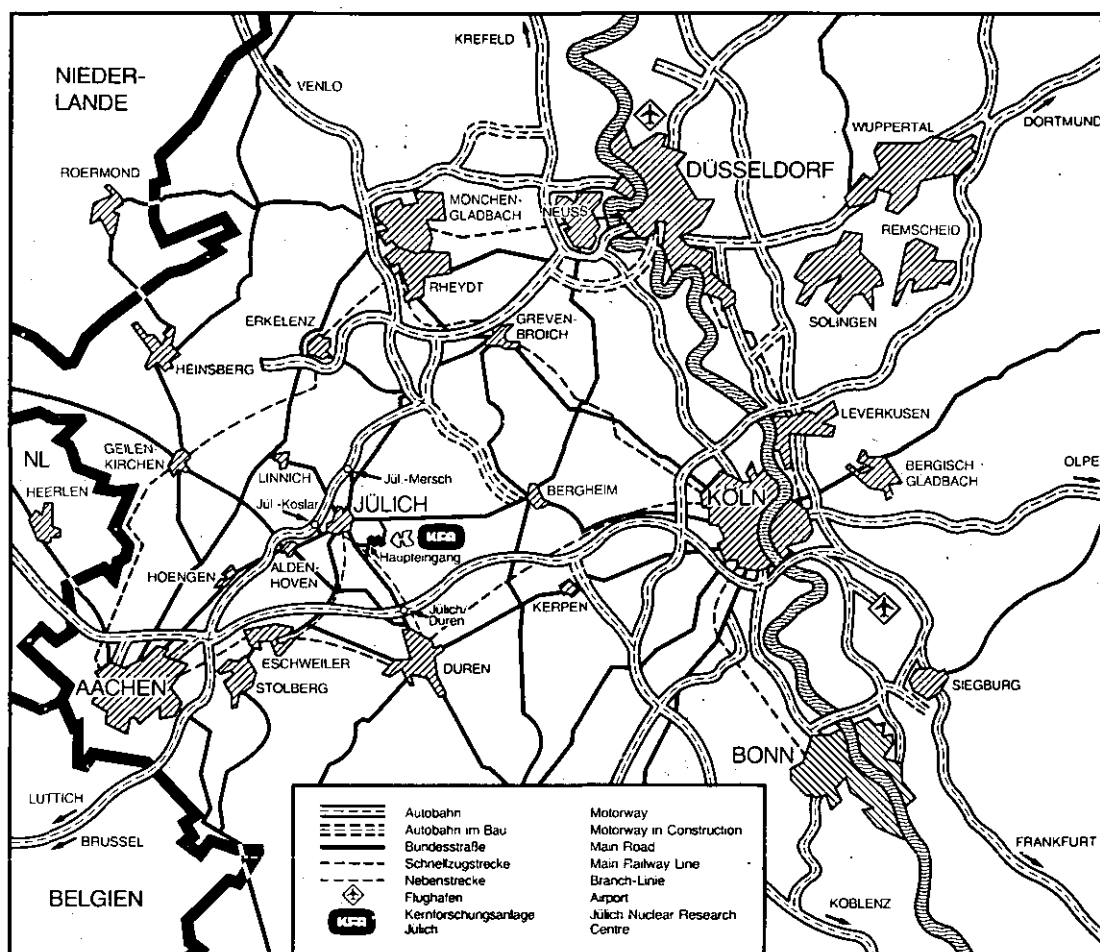 KREFELD
NIEDER-
LANDE
VENLO
WUPPERTAL
DORTMUND
DÜSSELDORF
ROERMOND
MÖNCHEN-
GLADBACH
NEUSS
REMSCHEID
RHEYDT
ERKELENZ
GREVEN-
BROICH
SOLINGEN
HEINSBERG
LEVERKUSEN
GEILEN-
KIRCHEN
NL
HEERLEN
LINNICH
Jül.-Mersch
BERGISCH
GLADBACH
OLPE
Jül.-Koslar
JÜLICH
BERGHEIM
KÖLN
KFA
Haupteingang
HOENGEN
ALDEN-
HOVEN
KERPEN
Jülich/
Düren
ESCHWEILER
DÜREN
AACHEN
STOLBERG
SIEGBURG
BONN
LUTTICH
BRUSSEL
FRANKFURT
BELGIEN
KOBLENZ
Autobahn Motorway
Autobahn im Bau Motorway in Construction
Bundesstraße Main Road
Schnellzugstrecke Main Railway Line
Nebenstrecke Branch-Linie
Flughafen Airport
KFA Kernforschungsanlage Jülich Nuclear Research
Jülich Centre